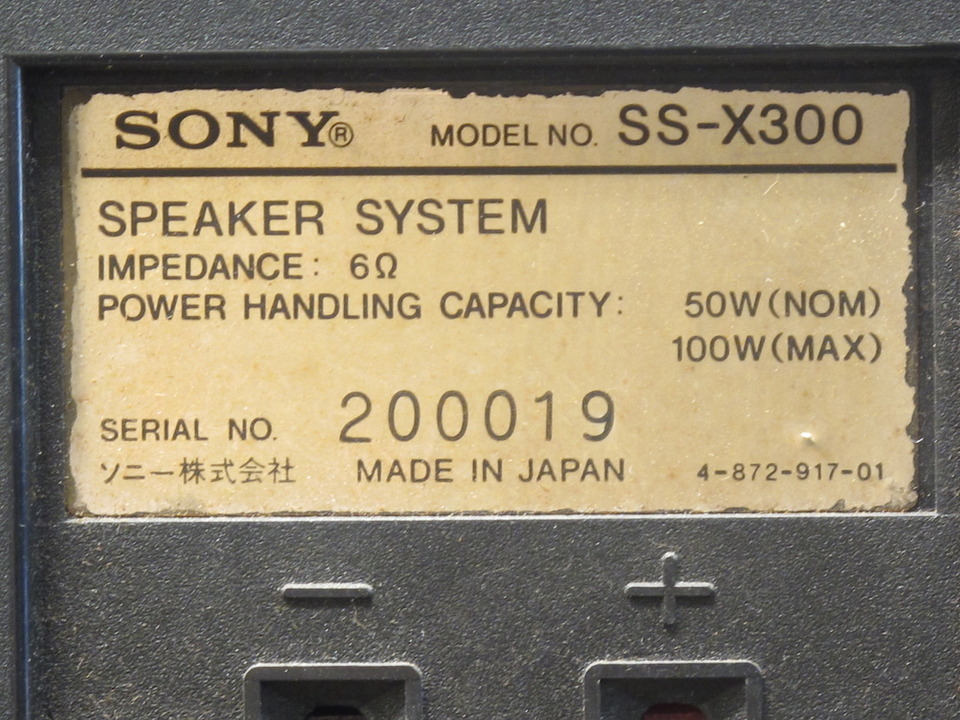 SONY® MODEL NO. SS-X300
SPEAKER SYSTEM
IMPEDANCE: 6Ω
POWER HANDLING CAPACITY: 50W(NOM)
100W(MAX)
SERIAL NO. 200019
ソニー株式会社 MADE IN JAPAN 4-872-917-01
− +